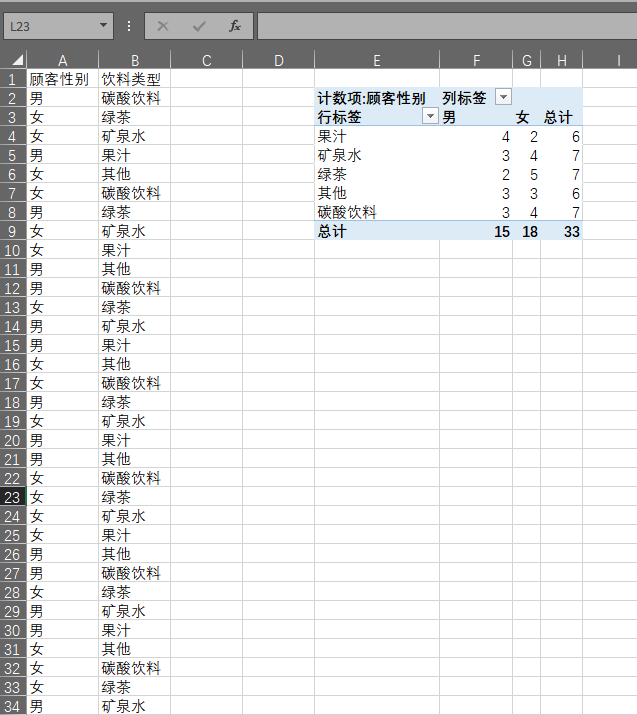 L23 fx
A B C D E F G H I
1 顾客性别 饮料类型
2 男 碳酸饮料 计数项:顾客性别 列标签
3 女 绿茶 行标签 男 女 总计
4 女 矿泉水 果汁 4 2 6
5 男 果汁 矿泉水 3 4 7
6 女 其他 绿茶 2 5 7
7 女 碳酸饮料 其他 3 3 6
8 男 绿茶 碳酸饮料 3 4 7
9 女 矿泉水 总计 15 18 33
10 女 果汁
11 男 其他
12 男 碳酸饮料
13 女 绿茶
14 男 矿泉水
15 男 果汁
16 女 其他
17 女 碳酸饮料
18 男 绿茶
19 女 矿泉水
20 男 果汁
21 男 其他
22 女 碳酸饮料
23 女 绿茶
24 女 矿泉水
25 女 果汁
26 男 其他
27 男 碳酸饮料
28 女 绿茶
29 男 矿泉水
30 男 果汁
31 女 其他
32 女 碳酸饮料
33 女 绿茶
34 男 矿泉水